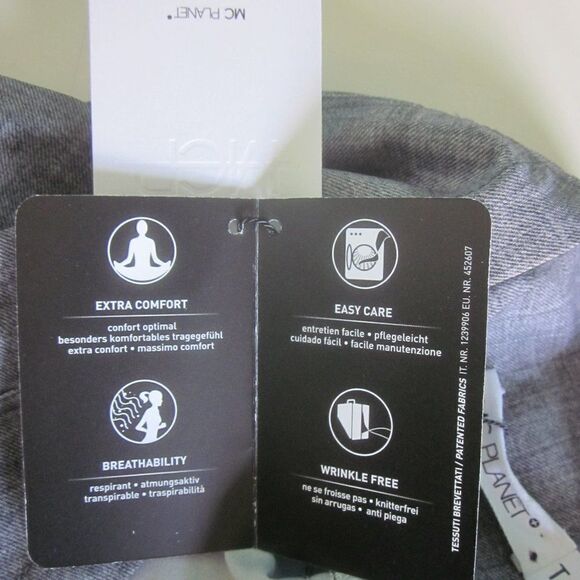 MC PLANET®
EXTRA COMFORT
confort optimal
besonders komfortables tragegefühl
extra confort • massimo comfort
BREATHABILITY
respirant • atmungsaktiv
transpirable • traspirabilità
EASY CARE
entretien facile • pflegeleicht
cuidado fácil • facile manutenzione
WRINKLE FREE
ne se froisse pas • knitterfrei
sin arrugas • anti piega
TESSUTI BREVETTATI / PATENTED FABRICS IT. NR. 1239906 EU. NR. 452607
PLANET®